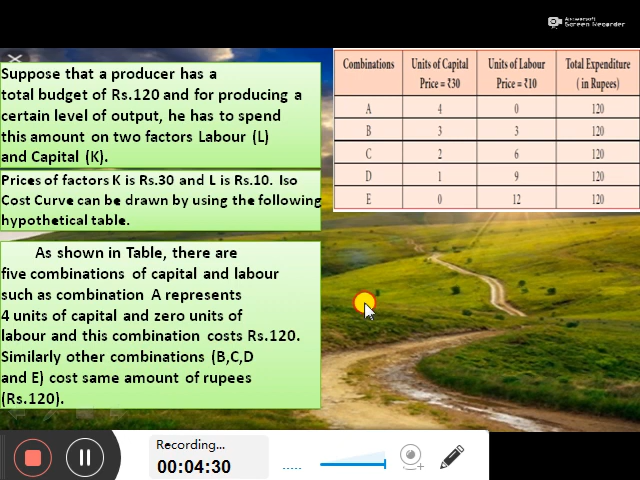 Apowersoft
Screen Recorder
Suppose that a producer has a
total budget of Rs.120 and for producing a
certain level of output, he has to spend
this amount on two factors Labour (L)
and Capital (K).
Prices of factors K is Rs.30 and L is Rs.10.  Iso
Cost Curve can be drawn by using the following
hypothetical table.
As shown in Table, there are
five combinations of capital and labour
such as combination A represents
4 units of capital and zero units of
labour and this combination costs Rs.120.
Similarly other combinations (B,C,D
and E) cost same amount of rupees
(Rs.120).
Combinations Units of Capital Units of Labour Total Expenditure
Price = ₹30 Price = ₹10 ( in Rupees)
A 4 0 120
B 3 3 120
C 2 6 120
D 1 9 120
E 0 12 120
Recording...
00:04:30